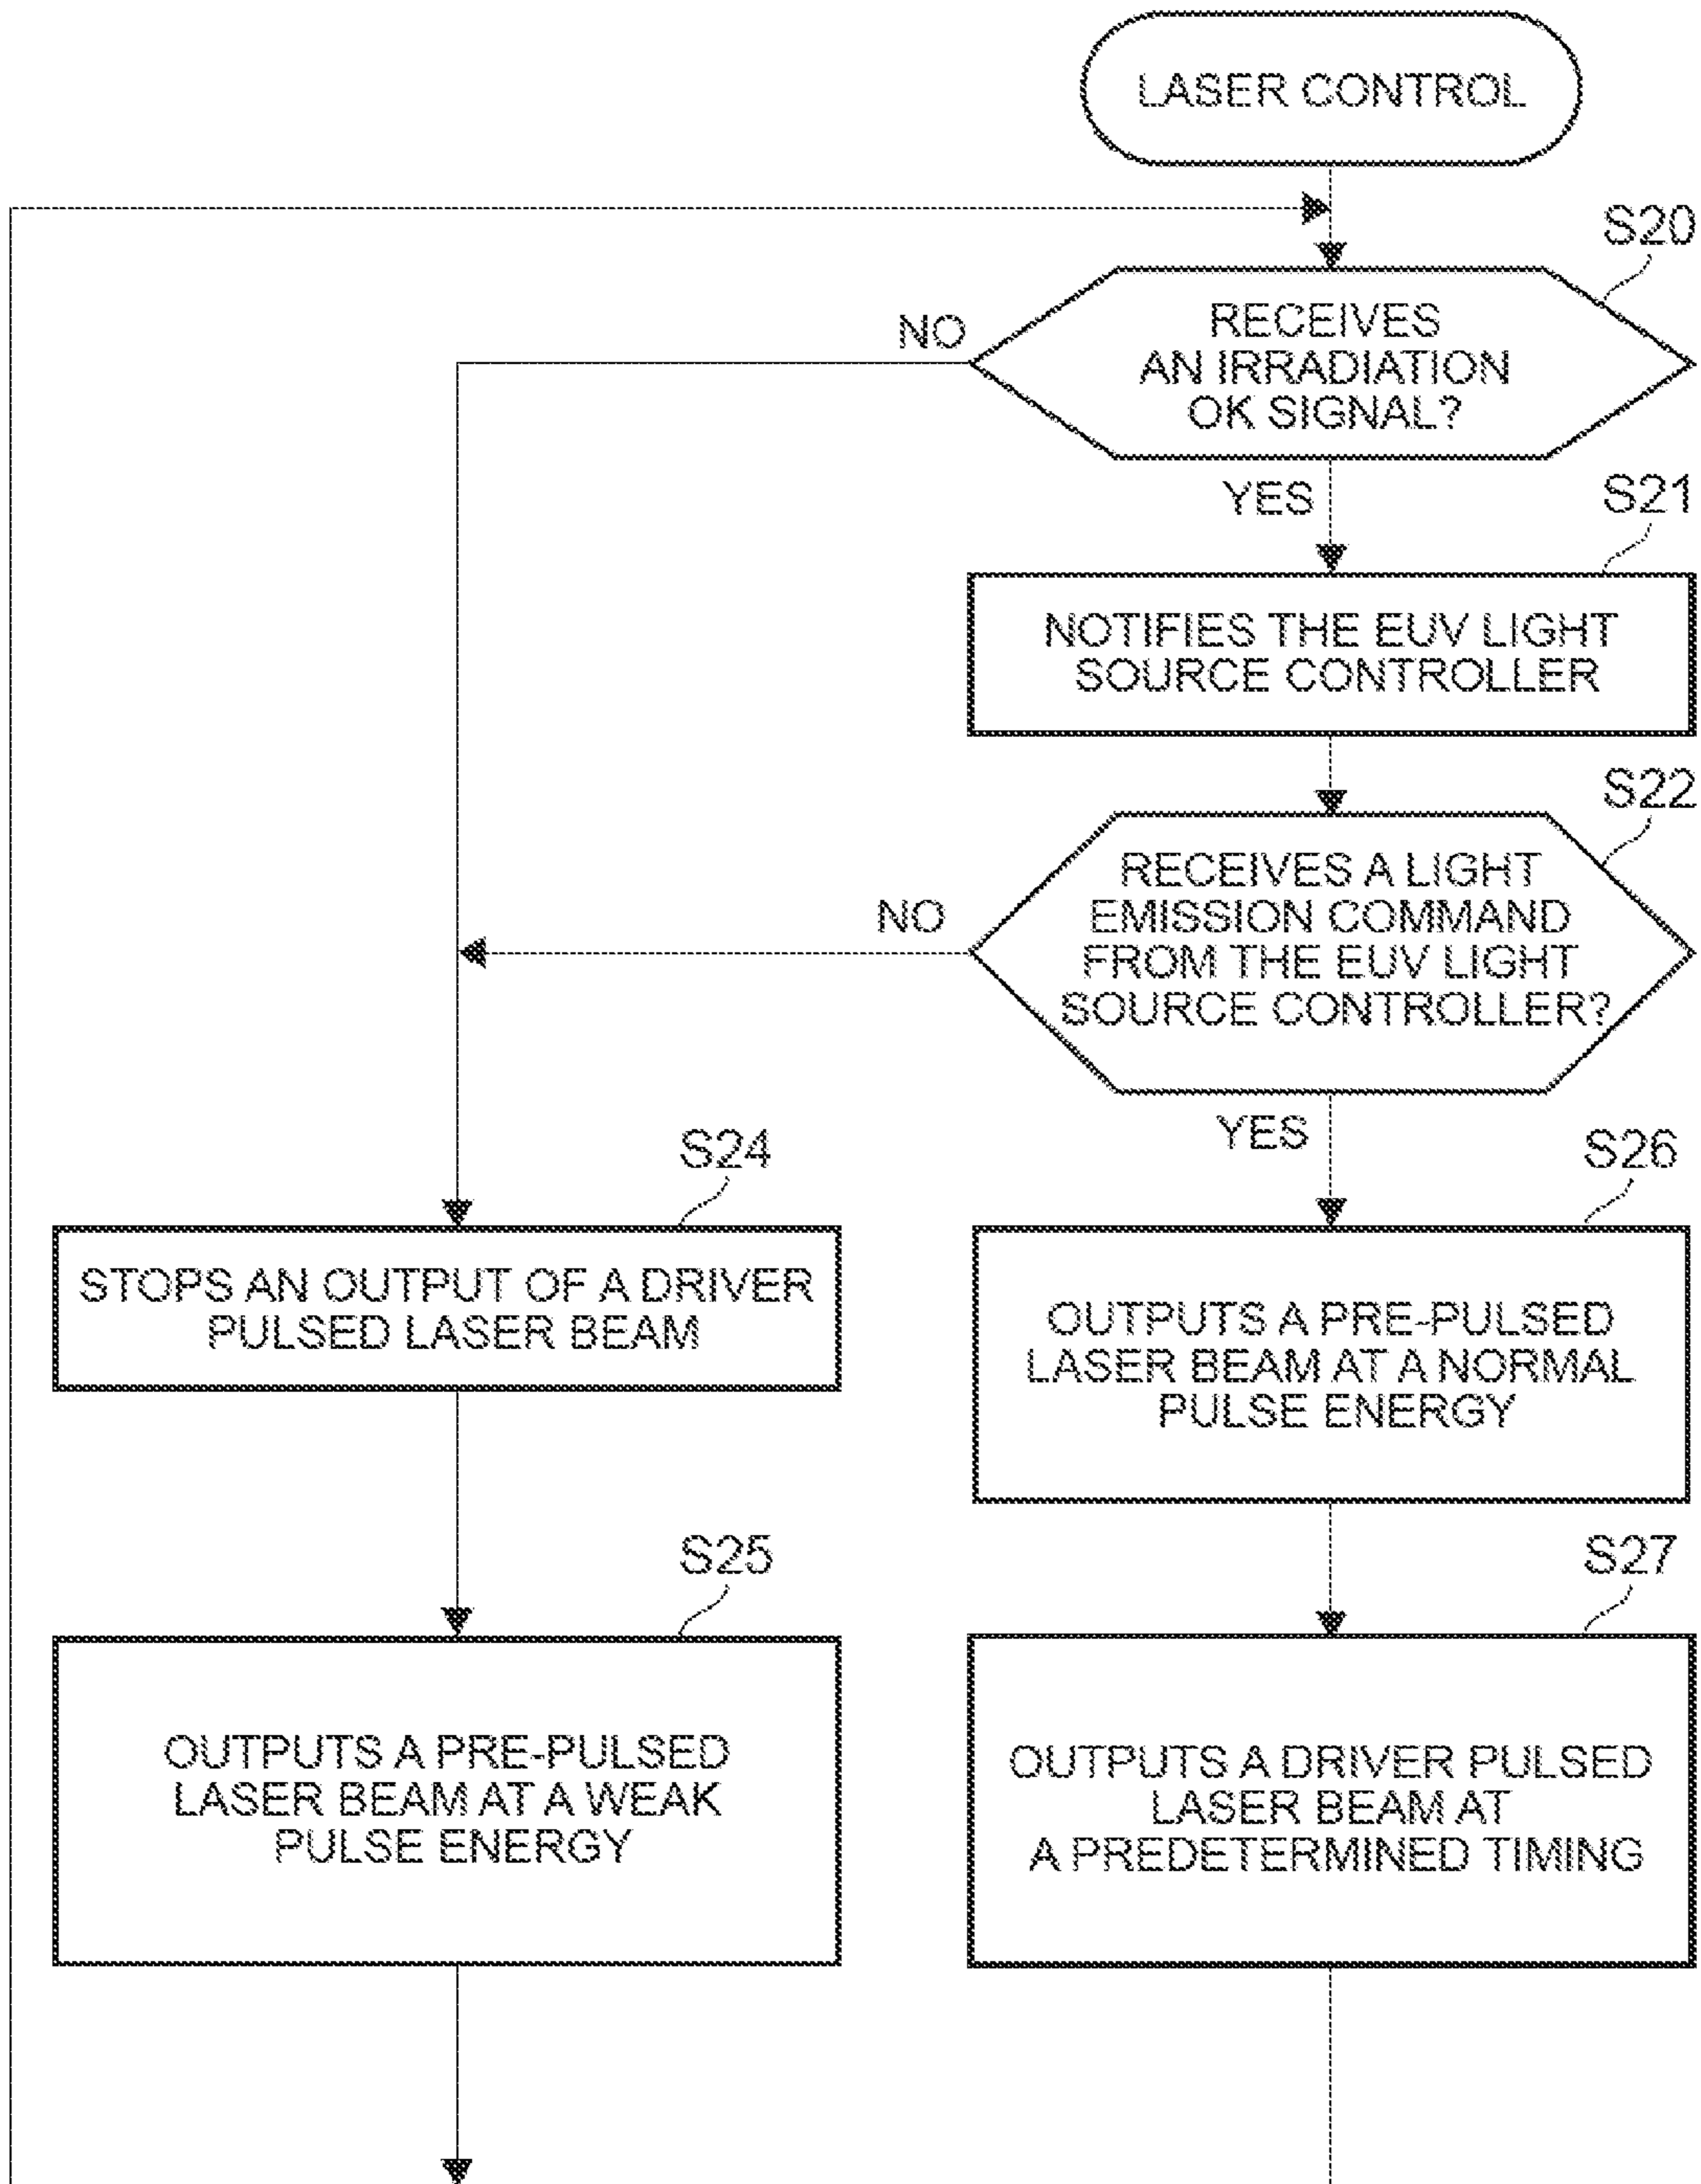 LASER CONTROL
S20
NO
RECEIVES
AN IRRADIATION
OK SIGNAL?
YES
S21
NOTIFIES THE EUV LIGHT
SOURCE CONTROLLER
S22
NO
RECEIVES A LIGHT
EMISSION COMMAND
FROM THE EUV LIGHT
SOURCE CONTROLLER?
YES
S24
STOPS AN OUTPUT OF A DRIVER
PULSED LASER BEAM
S26
OUTPUTS A PRE-PULSED
LASER BEAM AT A NORMAL
PULSE ENERGY
S25
OUTPUTS A PRE-PULSED
LASER BEAM AT A WEAK
PULSE ENERGY
S27
OUTPUTS A DRIVER PULSED
LASER BEAM AT
A PREDETERMINED TIMING